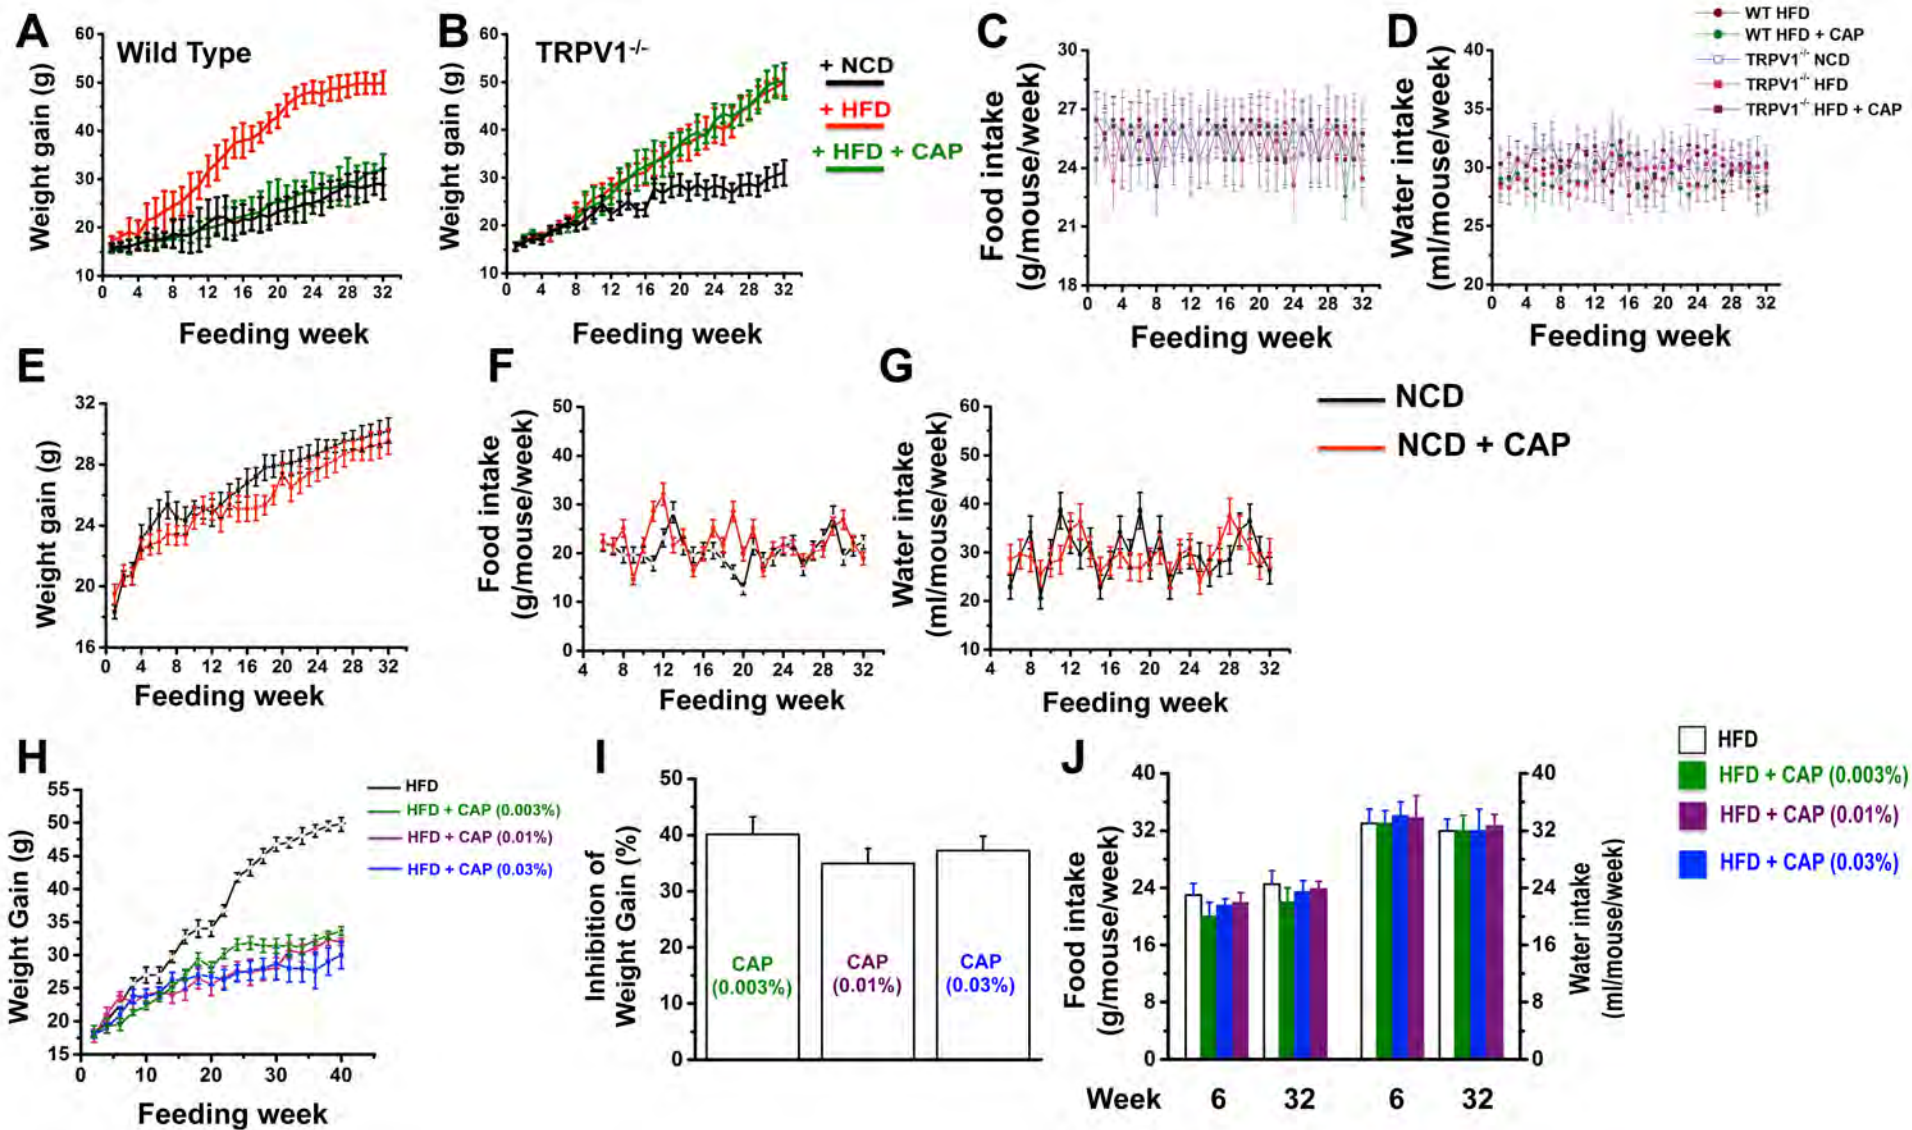 A
Wild Type
Weight gain (g)
60
50
40
30
20
10
0 4 8 12 16 20 24 28 32
Feeding week
B
TRPV1-/-
Weight gain (g)
60
50
40
30
20
10
0 4 8 12 16 20 24 28 32
Feeding week
+ NCD
+ HFD
+ HFD + CAP
C
Food intake
(g/mouse/week)
30
27
24
21
18
0 4 8 12 16 20 24 28 32
Feeding week
D
Water intake
(ml/mouse/week)
40
35
30
25
20
0 4 8 12 16 20 24 28 32
Feeding week
WT HFD
WT HFD + CAP
TRPV1-/- NCD
TRPV1-/- HFD
TRPV1-/- HFD + CAP
E
Weight gain (g)
32
28
24
20
16
0 4 8 12 16 20 24 28 32
Feeding week
F
Food intake
(g/mouse/week)
50
40
30
20
10
0
4 8 12 16 20 24 28 32
Feeding week
G
Water intake
(ml/mouse/week)
60
50
40
30
20
10
4 8 12 16 20 24 28 32
Feeding week
NCD
NCD + CAP
H
Weight Gain (g)
55
50
45
40
35
30
25
20
15
0 10 20 30 40
Feeding week
HFD
HFD + CAP (0.003%)
HFD + CAP (0.01%)
HFD + CAP (0.03%)
I
Inhibition of
Weight Gain (%)
50
40
30
20
10
0
CAP
(0.003%)
CAP
(0.01%)
CAP
(0.03%)
J
Food intake
(g/mouse/week)
40
32
24
16
8
0
40
32
24
16
8
0
Water intake
(ml/mouse/week)
Week 6 32 6 32
HFD
HFD + CAP (0.003%)
HFD + CAP (0.01%)
HFD + CAP (0.03%)